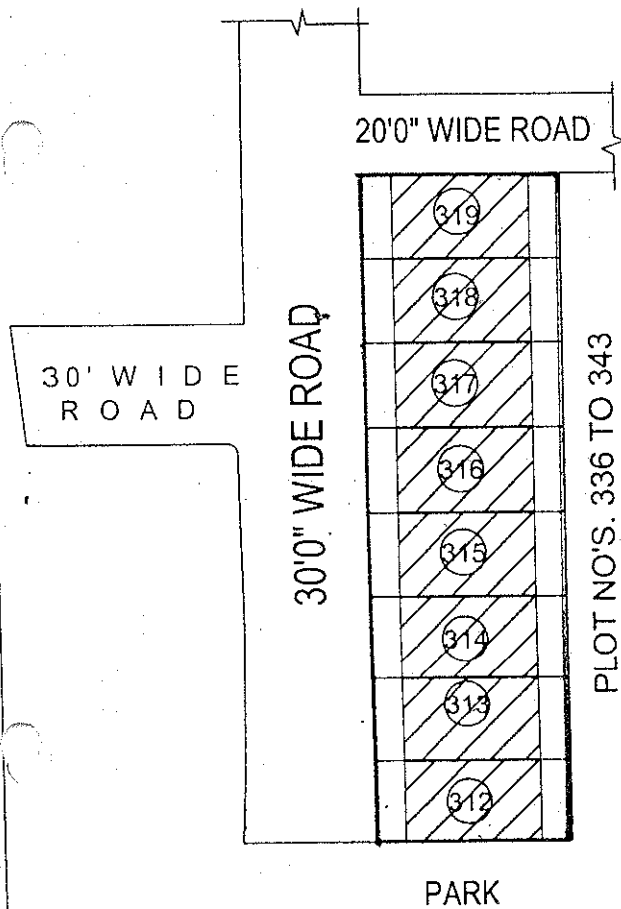 20'0" WIDE ROAD
319
318
317
316
315
314
313
312
30' WIDE
ROAD
30'0" WIDE ROAD
PLOT NO'S. 336 TO 343
PARK